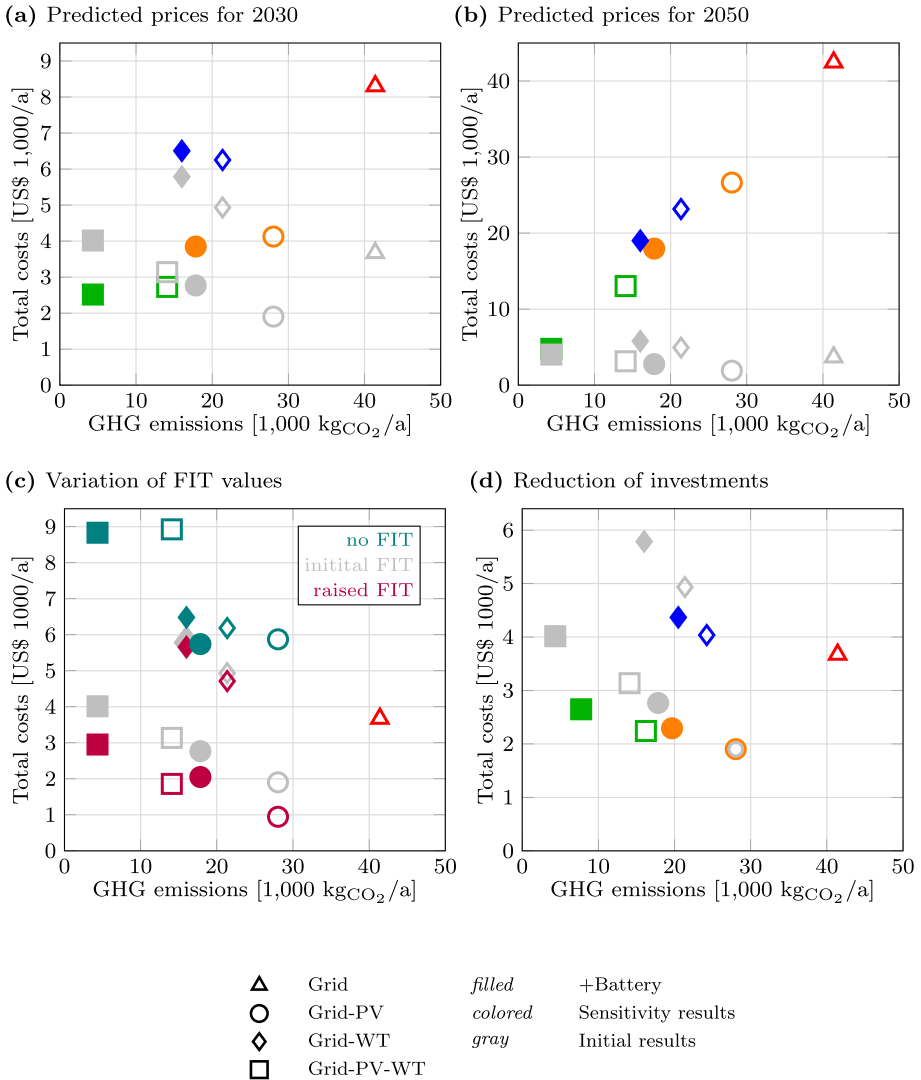 (a) Predicted prices for 2030
Total costs [US$ 1,000/a]
9
8
7
6
5
4
3
2
1
0
0 10 20 30 40 50
GHG emissions [1,000 kgCO2/a]
(b) Predicted prices for 2050
Total costs [US$ 1,000/a]
40
30
20
10
0
0 10 20 30 40 50
GHG emissions [1,000 kgCO2/a]
(c) Variation of FIT values
Total costs [US$ 1000/a]
9
8
7
6
5
4
3
2
1
0
no FIT
initital FIT
raised FIT
0 10 20 30 40 50
GHG emissions [1,000 kgCO2/a]
(d) Reduction of investments
Total costs [US$ 1000/a]
6
5
4
3
2
1
0
0 10 20 30 40 50
GHG emissions [1,000 kgCO2/a]
Grid filled +Battery
Grid-PV colored Sensitivity results
Grid-WT gray Initial results
Grid-PV-WT